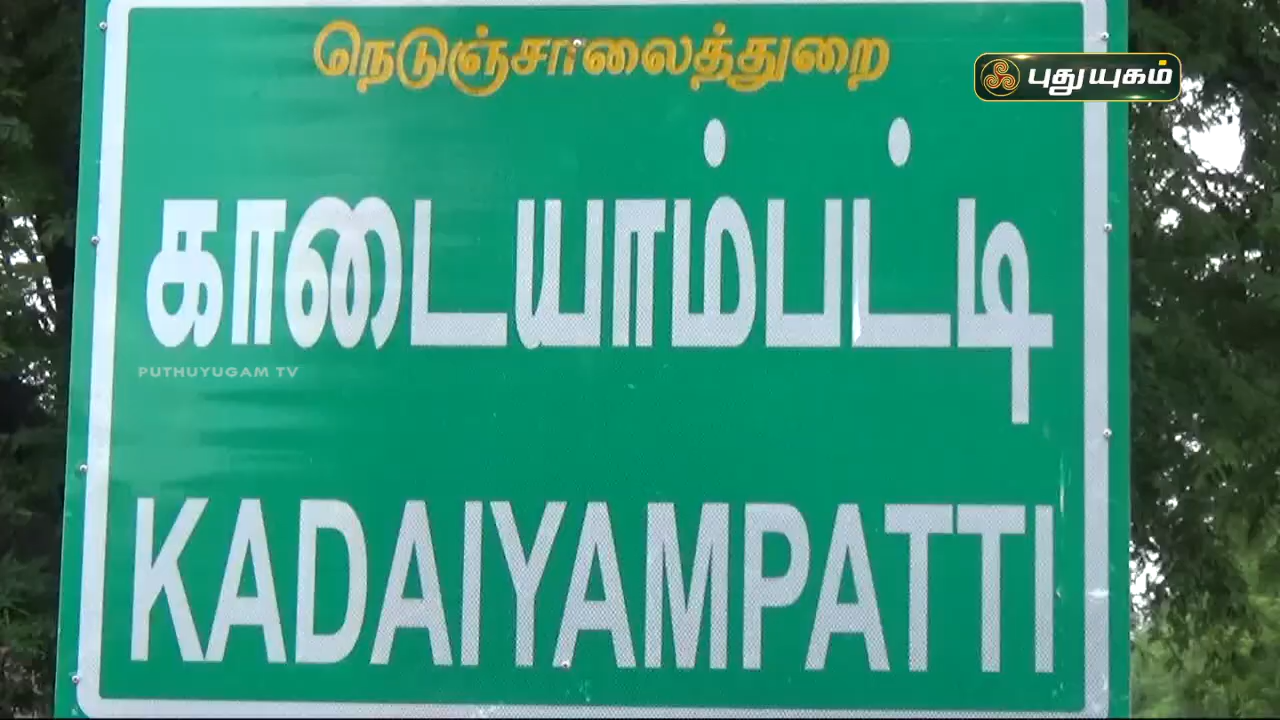 நெடுஞ்சாலைத்துறை
புதுயுகம்
காடையாம்பட்டி
PUTHUYUGAM TV
KADAIYAMPATTI